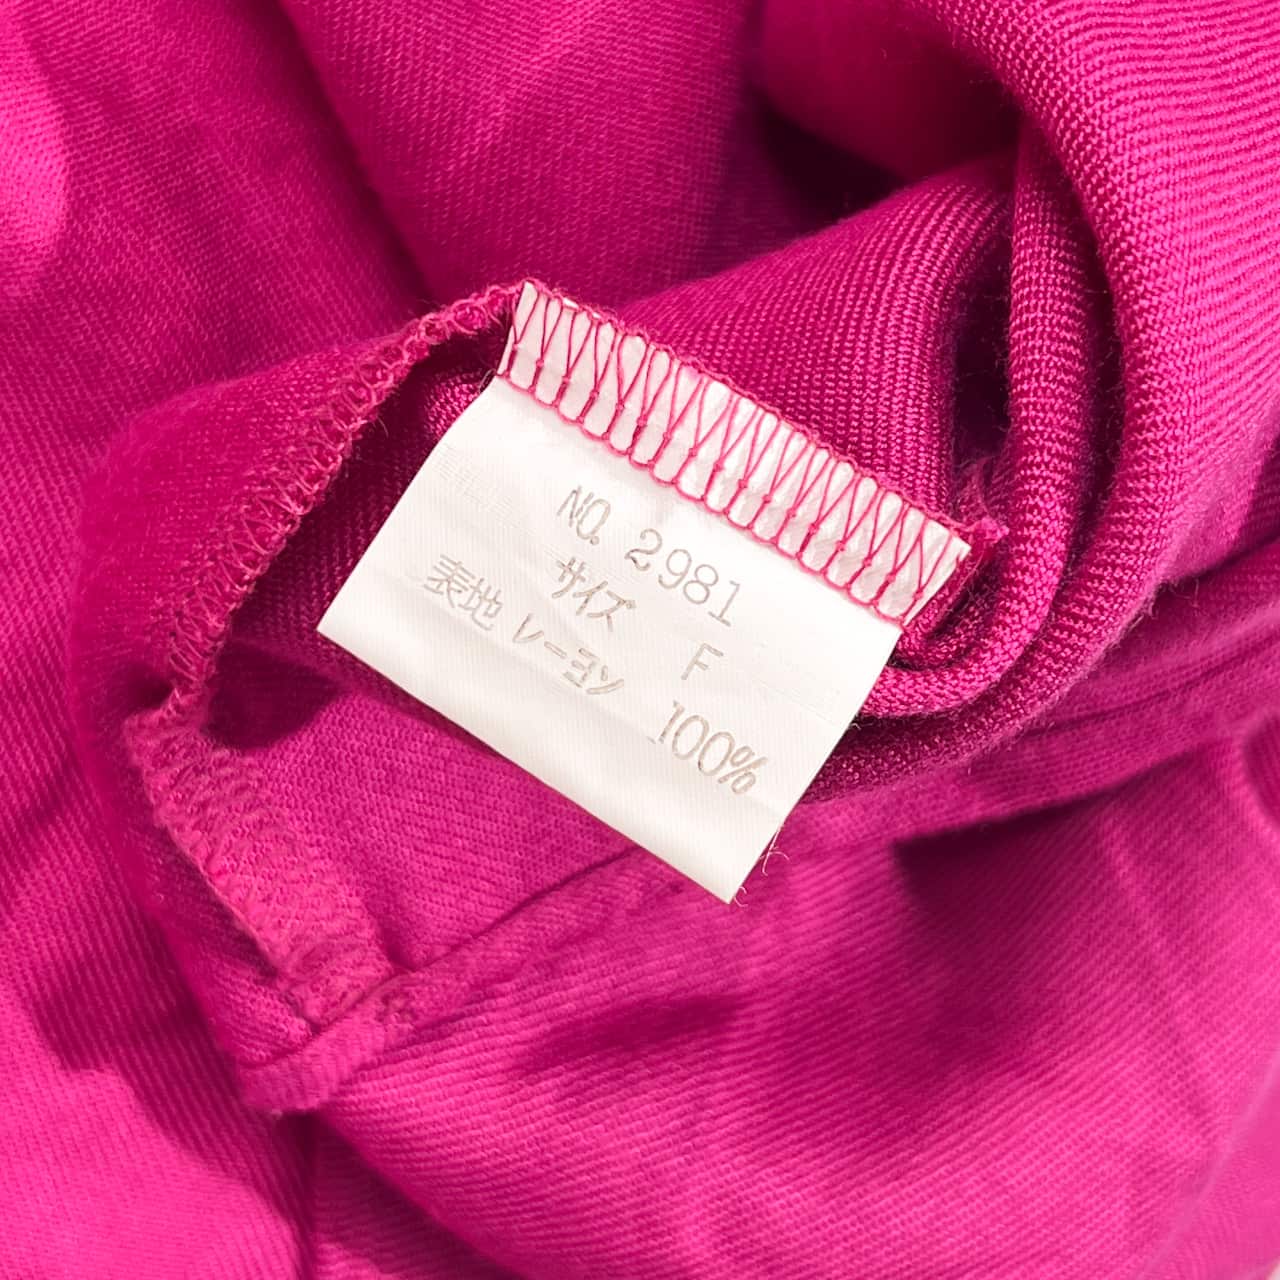 NO. 2981
サイズ F
表地 レーヨン 100%